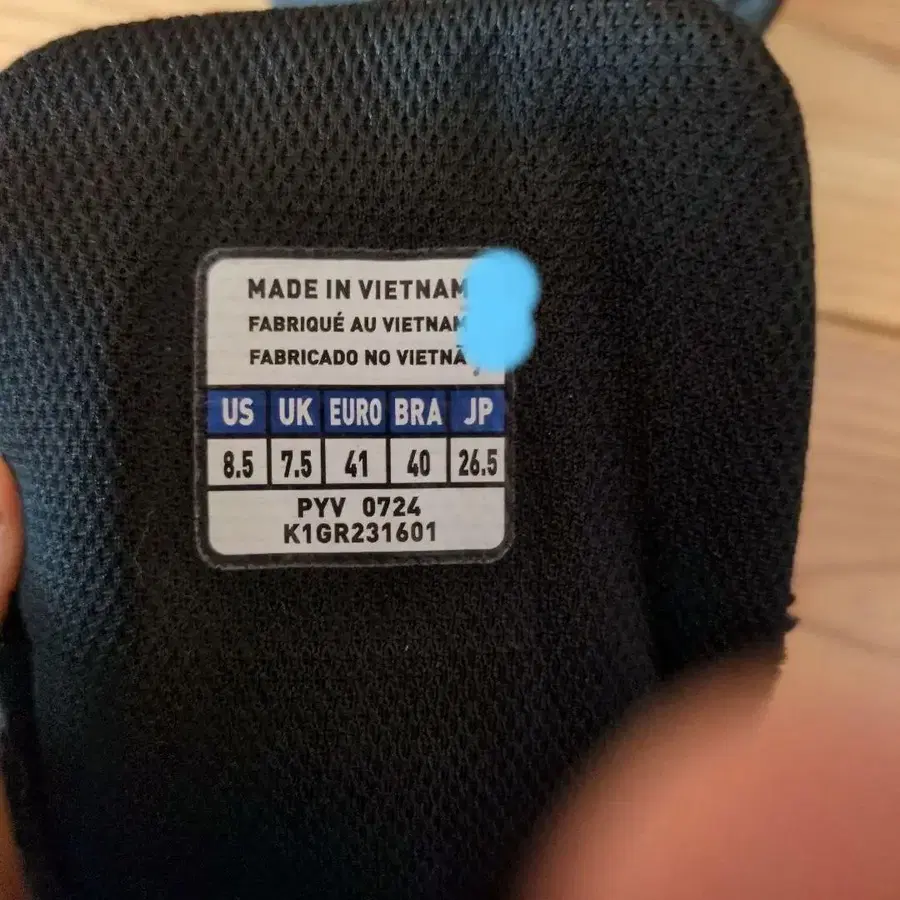 MADE IN VIETNAM
FABRIQUÉ AU VIETNAM
FABRICADO NO VIETNÃ
US UK EURO BRA JP
8.5 7.5 41 40 26.5
PYV 0724
K1GR231601